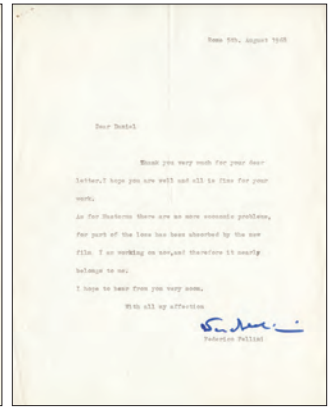 Rome 5th, August 1968
Dear Daniel
Thank you very much for your dear
letter.I hope you are well and all is fine for your
work.
As for Mastorna there are no more economic problems,
for part of the loss has been absorbed by the new
film. I am working on now,and therefore it nearly
belongs to me.
I hope to hear from you very soon.
With all my affection
Federico Fellini